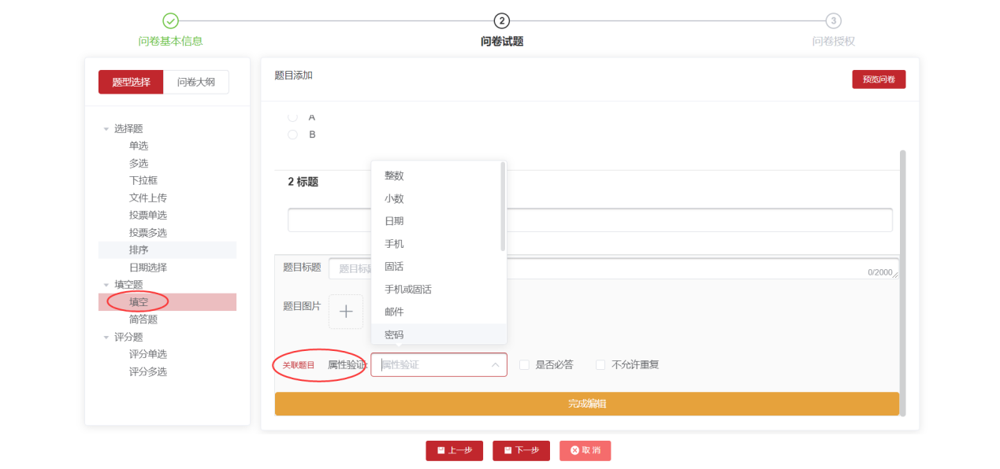 2
3
问卷基本信息
问卷试题
问卷授权
题型选择
问卷大纲
选择题
单选
多选
下拉框
文件上传
投票单选
投票多选
排序
日期选择
填空题
填空
简答题
评分题
评分单选
评分多选
题目添加
预览问卷
A
B
2 标题
整数
小数
日期
手机
固话
手机或固话
邮件
密码
题目标题
题目标
0/2000
题目图片
关联题目
属性验证:
属性验证
是否必答
不允许重复
完成编辑
上一步
下一步
取 消